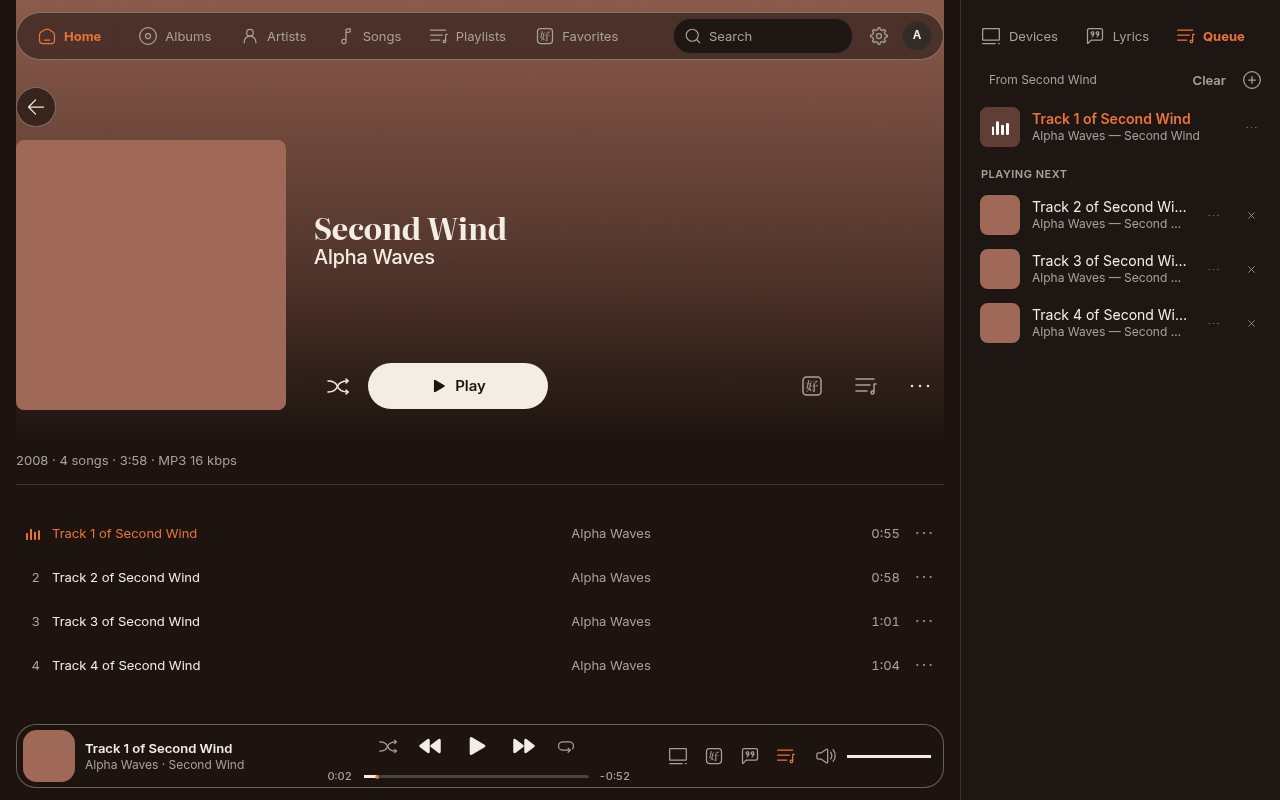 Home
Albums
Artists
Songs
Playlists
好 Favorites
Search
A
Devices
99 Lyrics
Queue
From Second Wind
Clear
Track 1 of Second Wind
Alpha Waves — Second Wind
PLAYING NEXT
Track 2 of Second Wi...
Alpha Waves — Second ...
Track 3 of Second Wi...
Alpha Waves — Second ...
Track 4 of Second Wi...
Alpha Waves — Second ...
Second Wind
Alpha Waves
Play
好
2008 · 4 songs · 3:58 · MP3 16 kbps
Track 1 of Second Wind Alpha Waves 0:55
2 Track 2 of Second Wind Alpha Waves 0:58
3 Track 3 of Second Wind Alpha Waves 1:01
4 Track 4 of Second Wind Alpha Waves 1:04
Track 1 of Second Wind
Alpha Waves · Second Wind
0:02
-0:52
好
99